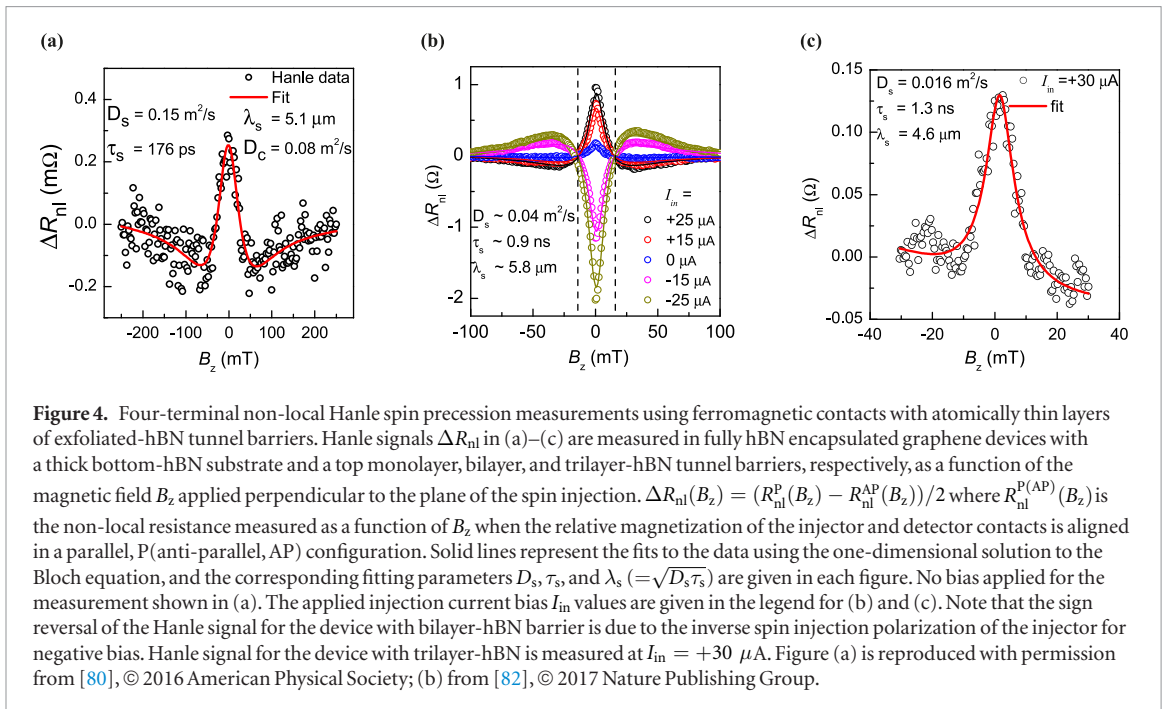 (a)
0.4
0.2
0.0
-0.2
ΔR_nl (mΩ)
-200 -100 0 100 200
B_z (mT)
Hanle data
Fit
D_s = 0.15 m²/s
λ_s = 5.1 μm
τ_s = 176 ps
D_C = 0.08 m²/s
(b)
1
0
-1
-2
ΔR_nl (Ω)
-100 -50 0 50 100
B_z (mT)
D_s ~ 0.04 m²/s
τ_s ~ 0.9 ns
λ_s ~ 5.8 μm
I_in =
+25 μA
+15 μA
0 μA
-15 μA
-25 μA
(c)
0.15
0.10
0.05
0.00
-0.05
ΔR_nl (Ω)
-40 -20 0 20 40
B_z (mT)
D_s = 0.016 m²/s
τ_s = 1.3 ns
λ_s = 4.6 μm
I_in=+30 μA
fit
Figure 4. Four-terminal non-local Hanle spin precession measurements using ferromagnetic contacts with atomically thin layers
of exfoliated-hBN tunnel barriers. Hanle signals ΔR_nl in (a)–(c) are measured in fully hBN encapsulated graphene devices with
a thick bottom-hBN substrate and a top monolayer, bilayer, and trilayer-hBN tunnel barriers, respectively, as a function of the
magnetic field B_z applied perpendicular to the plane of the spin injection. ΔR_nl(B_z) = (R_nl^P(B_z) − R_nl^AP(B_z))/2 where R_nl^P(AP)(B_z) is
the non-local resistance measured as a function of B_z when the relative magnetization of the injector and detector contacts is aligned
in a parallel, P(anti-parallel, AP) configuration. Solid lines represent the fits to the data using the one-dimensional solution to the
Bloch equation, and the corresponding fitting parameters D_s, τ_s, and λ_s (=√D_sτ_s) are given in each figure. No bias applied for the
measurement shown in (a). The applied injection current bias I_in values are given in the legend for (b) and (c). Note that the sign
reversal of the Hanle signal for the device with bilayer-hBN barrier is due to the inverse spin injection polarization of the injector for
negative bias. Hanle signal for the device with trilayer-hBN is measured at I_in = +30 μA. Figure (a) is reproduced with permission
from [80], © 2016 American Physical Society; (b) from [82], © 2017 Nature Publishing Group.